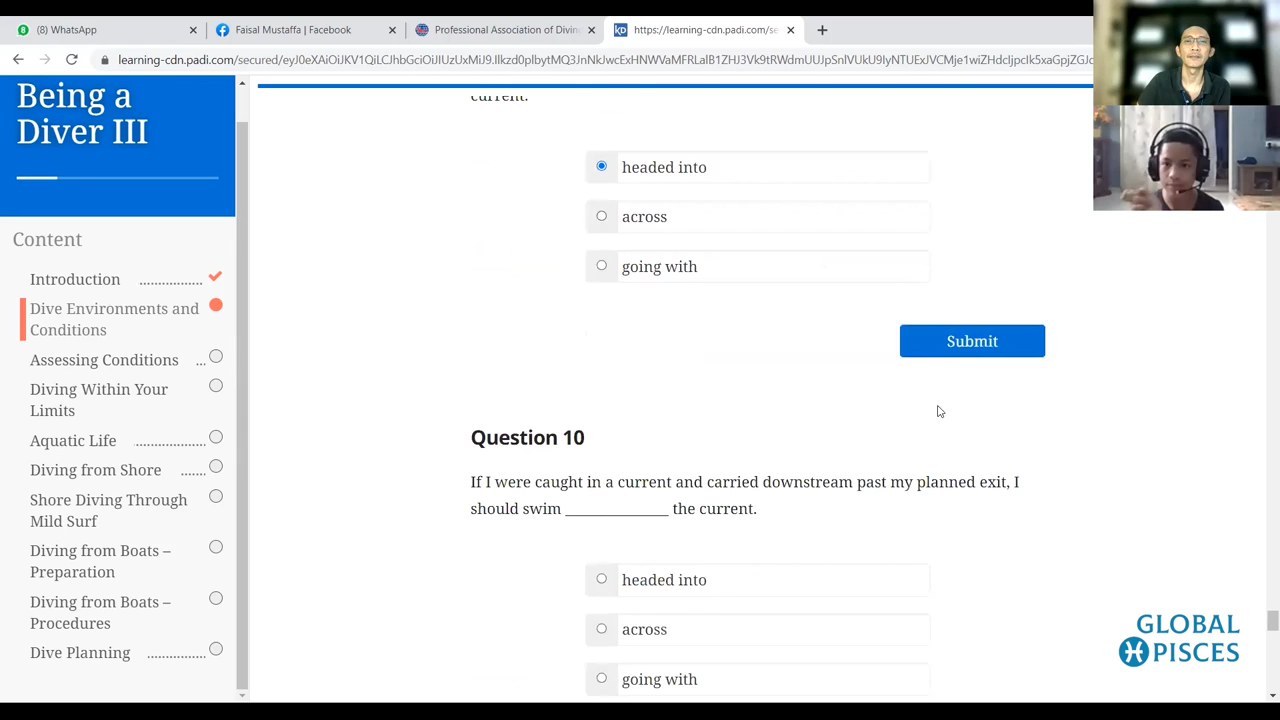 (8) WhatsApp
Faisal Mustaffa | Facebook
Professional Association of Divin
KD
https://learning-cdn.padi.com/se
Being a
Diver III
Content
Introduction .................
Dive Environments and
Conditions
Assessing Conditions ...
Diving Within Your
Limits
Aquatic Life ..................
Diving from Shore .......
Shore Diving Through
Mild Surf
Diving from Boats –
Preparation
Diving from Boats –
Procedures
Dive Planning ...............
current.
headed into
across
going with
Submit
Question 10
If I were caught in a current and carried downstream past my planned exit, I
should swim ______________ the current.
headed into
across
going with
GLOBAL
PISCES